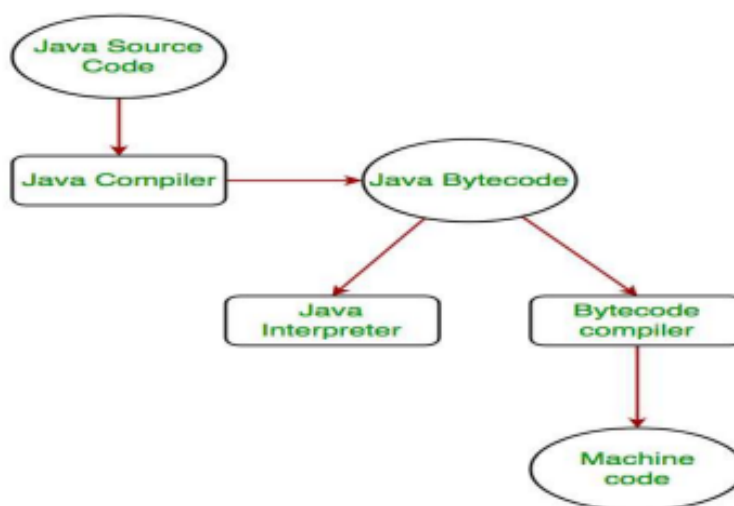 Java Source
Code
Java Compiler
Java Bytecode
Java
Interpreter
Bytecode
compiler
Machine
code